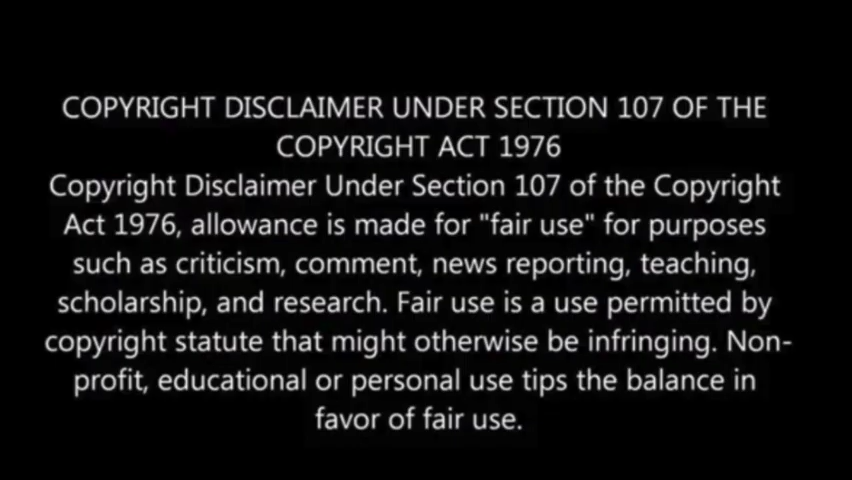 COPYRIGHT DISCLAIMER UNDER SECTION 107 OF THE
COPYRIGHT ACT 1976
Copyright Disclaimer Under Section 107 of the Copyright
Act 1976, allowance is made for "fair use" for purposes
such as criticism, comment, news reporting, teaching,
scholarship, and research. Fair use is a use permitted by
copyright statute that might otherwise be infringing. Non-
profit, educational or personal use tips the balance in
favor of fair use.